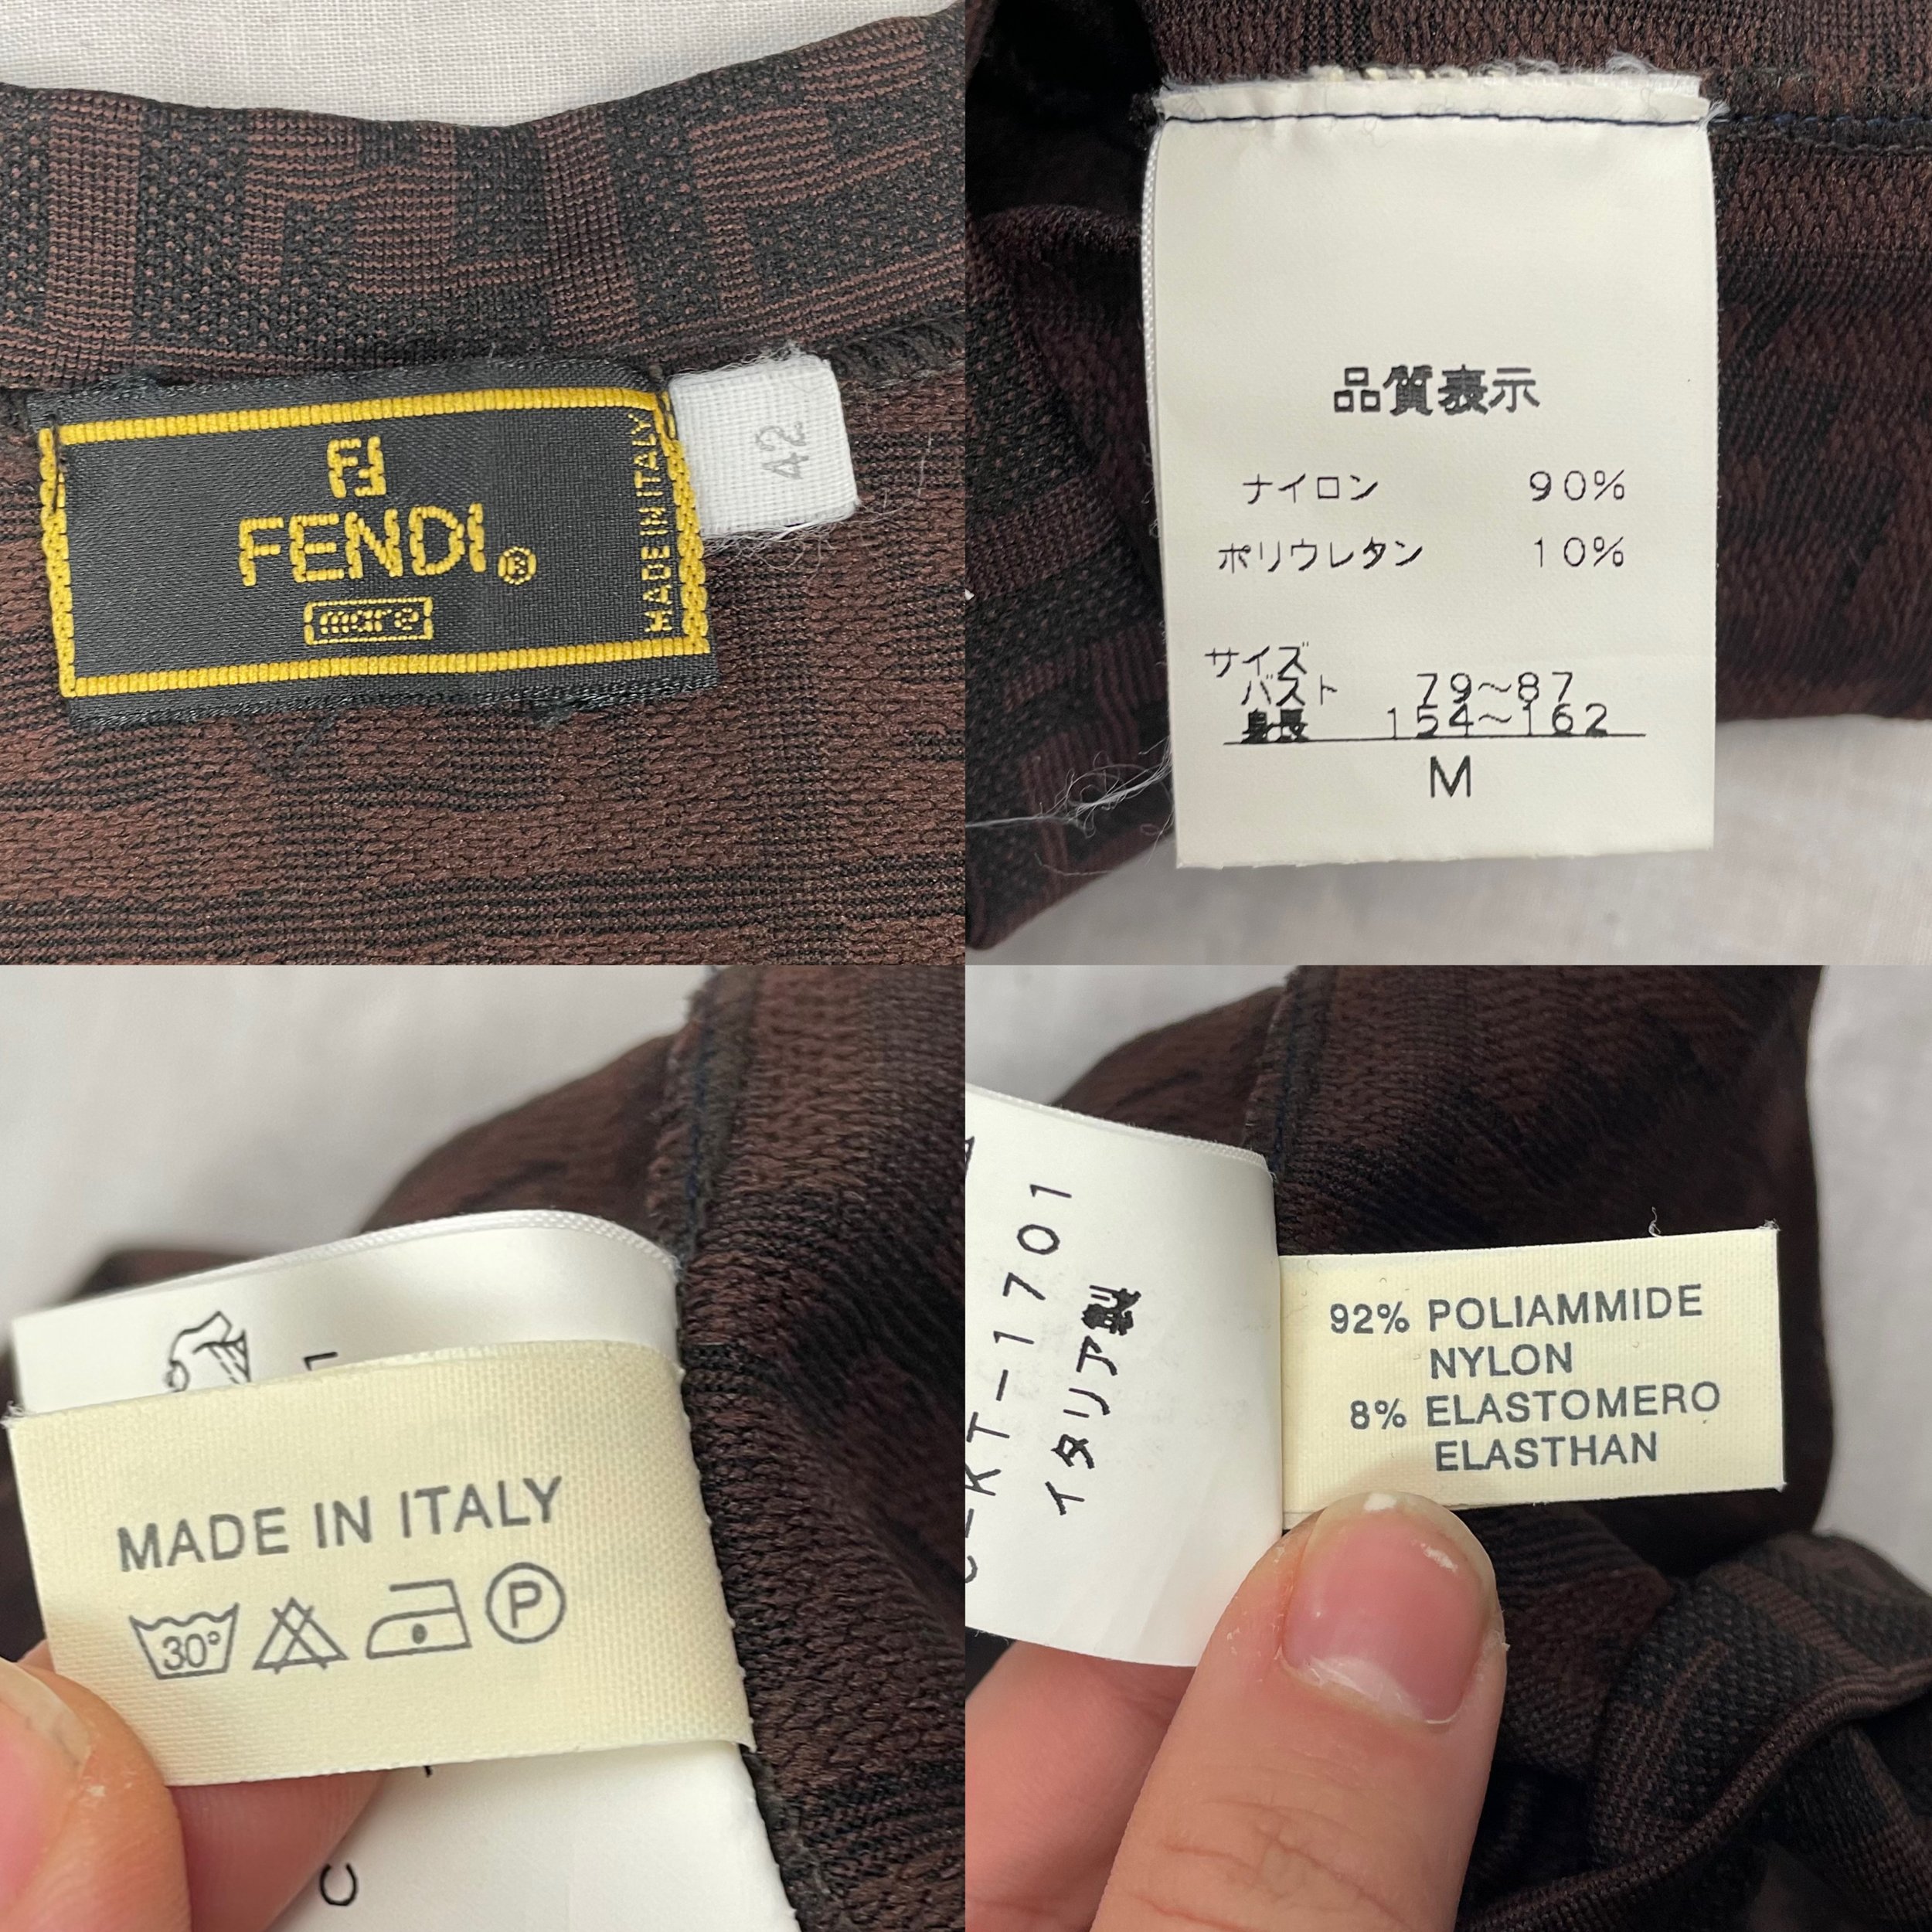 FENDI®
mare
MADE IN ITALY
42
品質表示
ナイロン 90%
ポリウレタン 10%
サイズ
バスト 79~87
身長 154~162
M
MADE IN ITALY
30°
P
-KT-1701
イタリア製
92% POLIAMMIDE
NYLON
8% ELASTOMERO
ELASTHAN